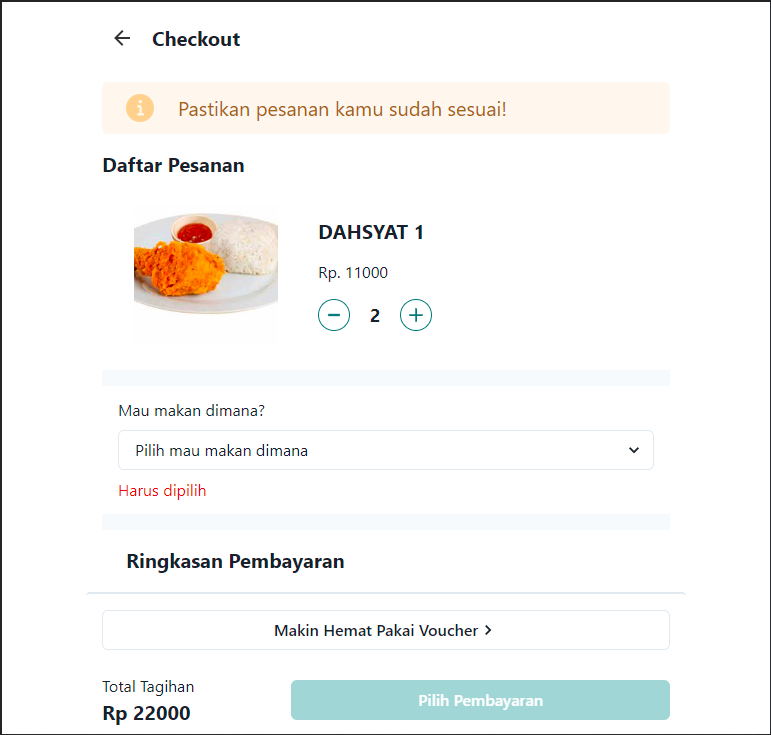 Checkout
Pastikan pesanan kamu sudah sesuai!
Daftar Pesanan
DAHSYAT 1
Rp. 11000
2
Mau makan dimana?
Pilih mau makan dimana
Harus dipilih
Ringkasan Pembayaran
Makin Hemat Pakai Voucher
Total Tagihan
Rp 22000
Pilih Pembayaran